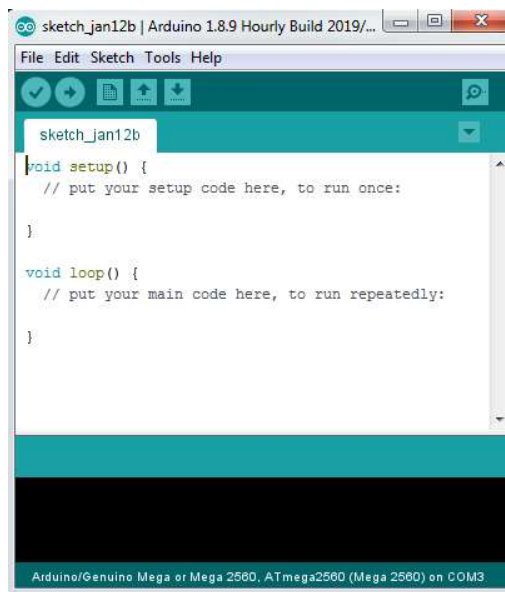 sketch_jan12b | Arduino 1.8.9 Hourly Build 2019/...
File Edit Sketch Tools Help
sketch_jan12b
void setup() {
  // put your setup code here, to run once:
}
void loop() {
  // put your main code here, to run repeatedly:
}
Arduino/Genuino Mega or Mega 2560, ATmega2560 (Mega 2560) on COM3